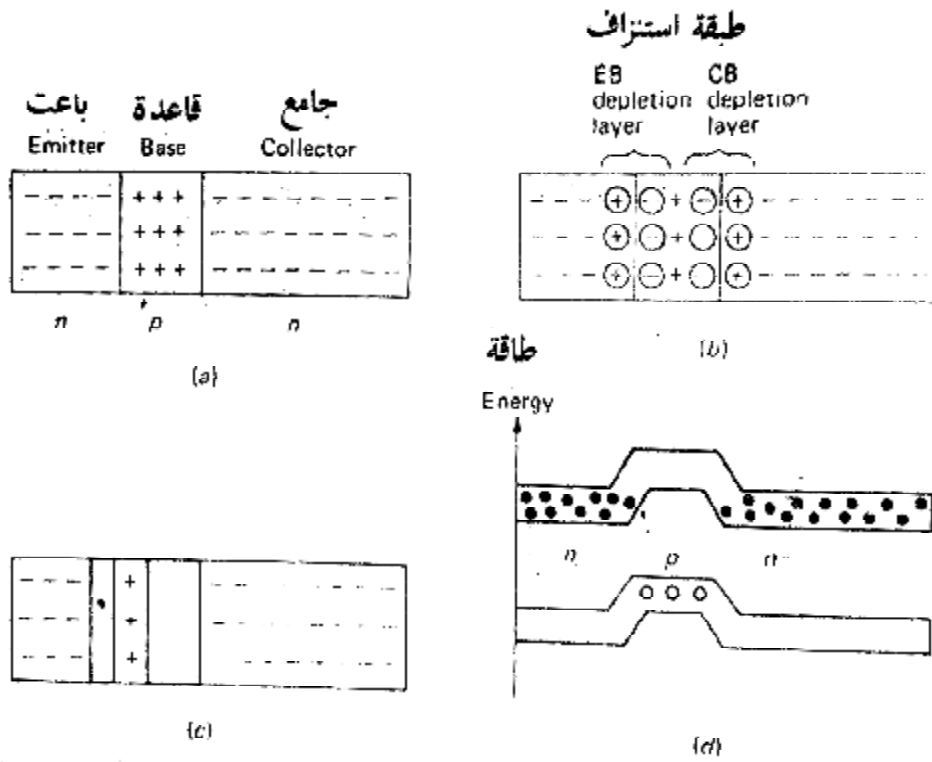 باعث
Emitter
قاعدة
Base
جامع
Collector
- - - - + + + - - - - - - - - -
- - - - + + + - - - - - - - - -
- - - - + + + - - - - - - - - -
n p n
(a)
طبقة استنزاف
EB
depletion
layer
CB
depletion
layer
(b)
(c)
طاقة
Energy
n p n
(d)